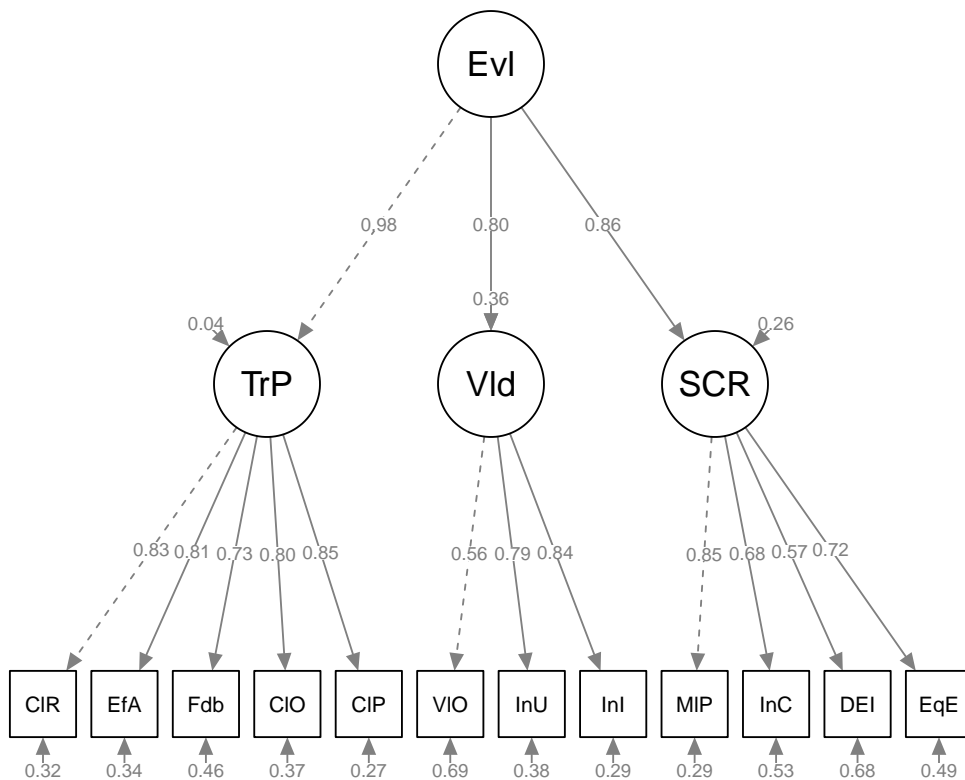 Evl
0.98 0.80 0.86
0.36
0.04 0.26
TrP Vld SCR
0.83 0.81 0.73 0.80 0.85 0.56 0.79 0.84 0.85 0.68 0.57 0.72
ClR EfA Fdb ClO ClP VlO InU InI MIP InC DEI EqE
0.32 0.34 0.46 0.37 0.27 0.69 0.38 0.29 0.29 0.53 0.68 0.49